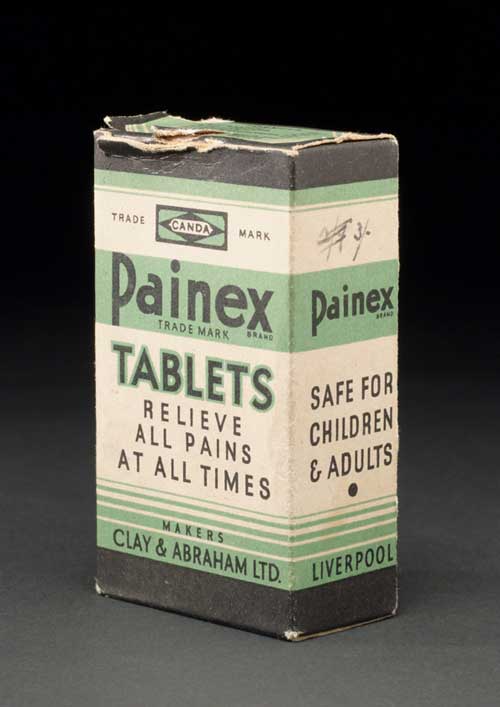 TRADE CANDA MARK
Painex
TRADE MARK BRAND
TABLETS
RELIEVE
ALL PAINS
AT ALL TIMES
MAKERS
CLAY & ABRAHAM LTD.
3/-
Painex
BRAND
SAFE FOR
CHILDREN
& ADULTS
LIVERPOOL